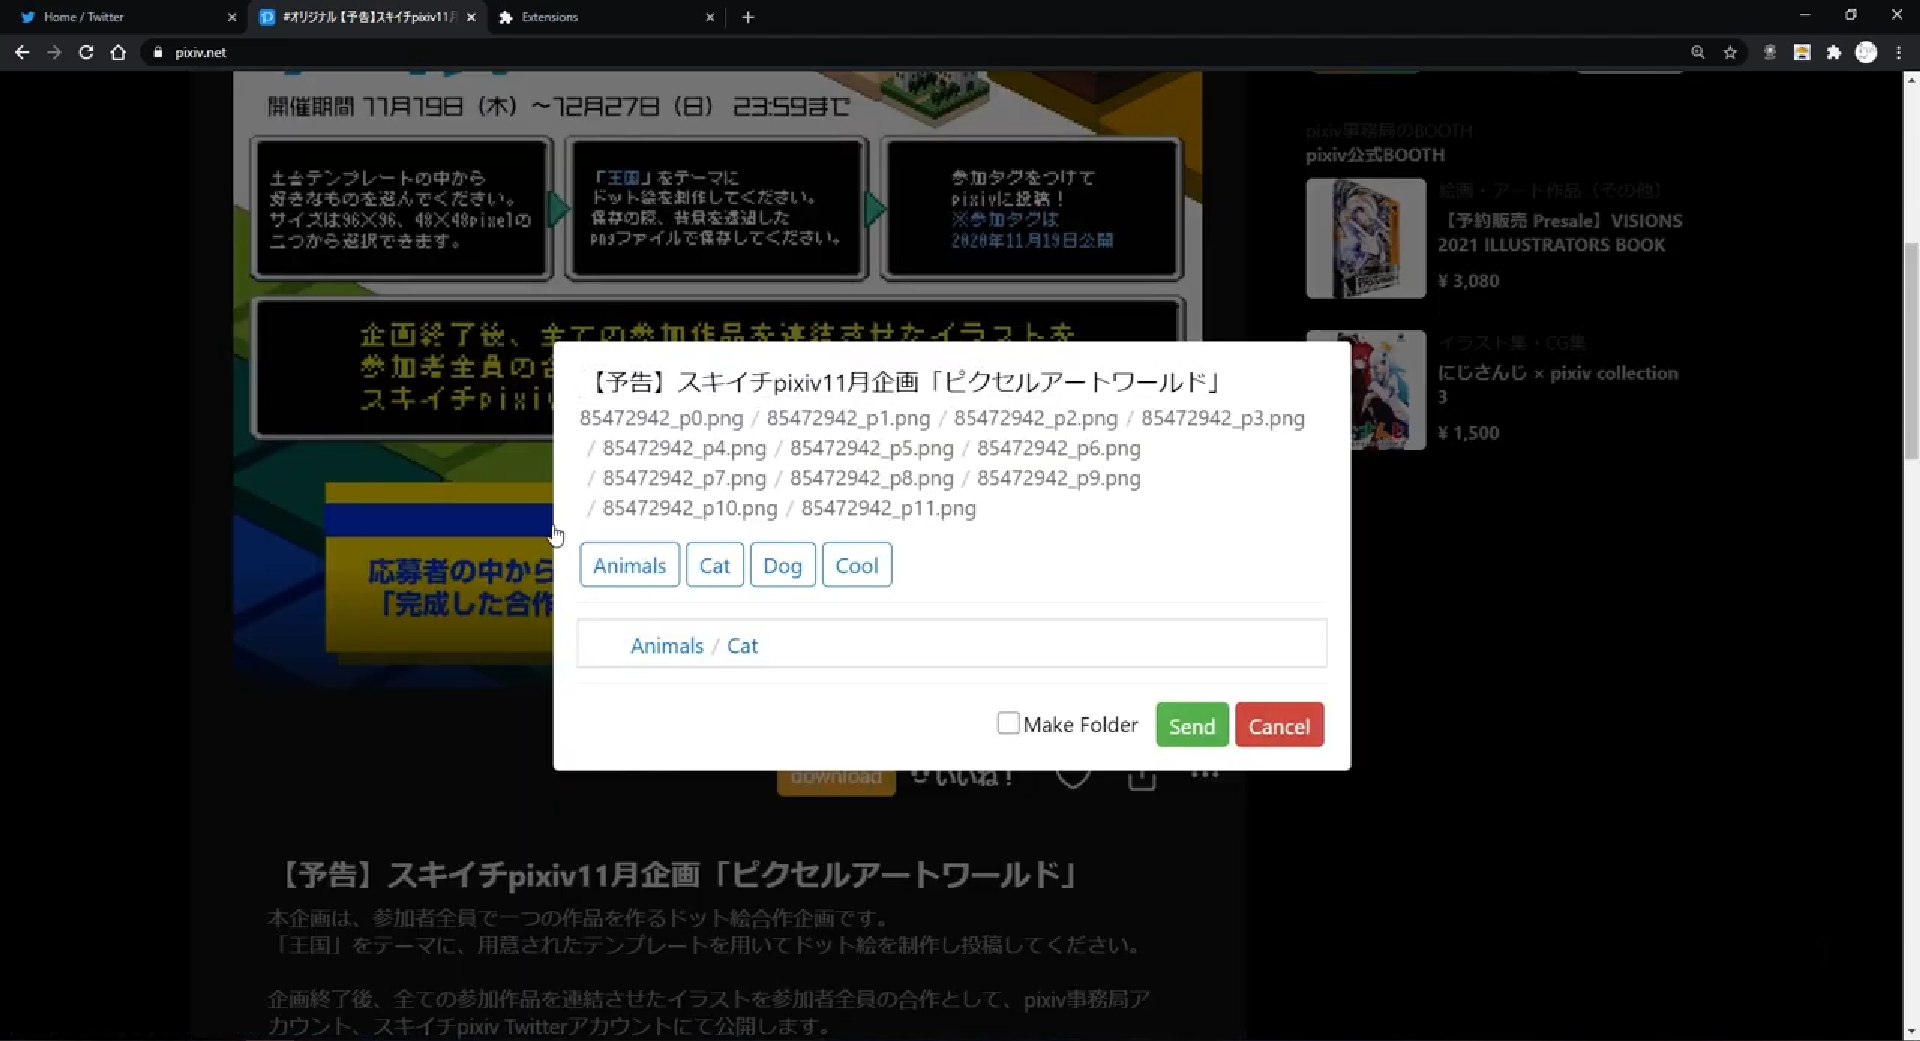 Home / Twitter
#オリジナル 【予告】スキイチpixiv11月
Extensions
pixiv.net
開催期間 11月19日（木）～12月27日（日） 23:59まで
土台テンプレートの中から
好きなものを選んでください。
サイズは96×96、48×48pixelの
二つから選択できます。
「王国」をテーマに
ドット絵を創作してください。
保存の際、背景を透過した
pngファイルで保存してください。
参加タグをつけて
pixivに投稿！
※参加タグは
2020年11月19日公開
企画終了後、全ての参加作品を連結させたイラストを
参加者全員の合
スキイチpixiv
応募者の中から
「完成した合作
pixiv事務局のBOOTH
pixiv公式BOOTH
絵画・アート作品（その他）
【予約販売 Presale】VISIONS
2021 ILLUSTRATORS BOOK
¥ 3,080
イラスト集・CG集
にじさんじ × pixiv collection
3
¥ 1,500
【予告】スキイチpixiv11月企画「ピクセルアートワールド」
85472942_p0.png / 85472942_p1.png / 85472942_p2.png / 85472942_p3.png
/ 85472942_p4.png / 85472942_p5.png / 85472942_p6.png
/ 85472942_p7.png / 85472942_p8.png / 85472942_p9.png
/ 85472942_p10.png / 85472942_p11.png
Animals Cat Dog Cool
Animals / Cat
Make Folder Send Cancel
download いいね！
【予告】スキイチpixiv11月企画「ピクセルアートワールド」
本企画は、参加者全員で一つの作品を作るドット絵合作企画です。
「王国」をテーマに、用意されたテンプレートを用いてドット絵を制作し投稿してください。
企画終了後、全ての参加作品を連結させたイラストを参加者全員の合作として、pixiv事務局ア
カウント、スキイチpixiv Twitterアカウントにて公開します。